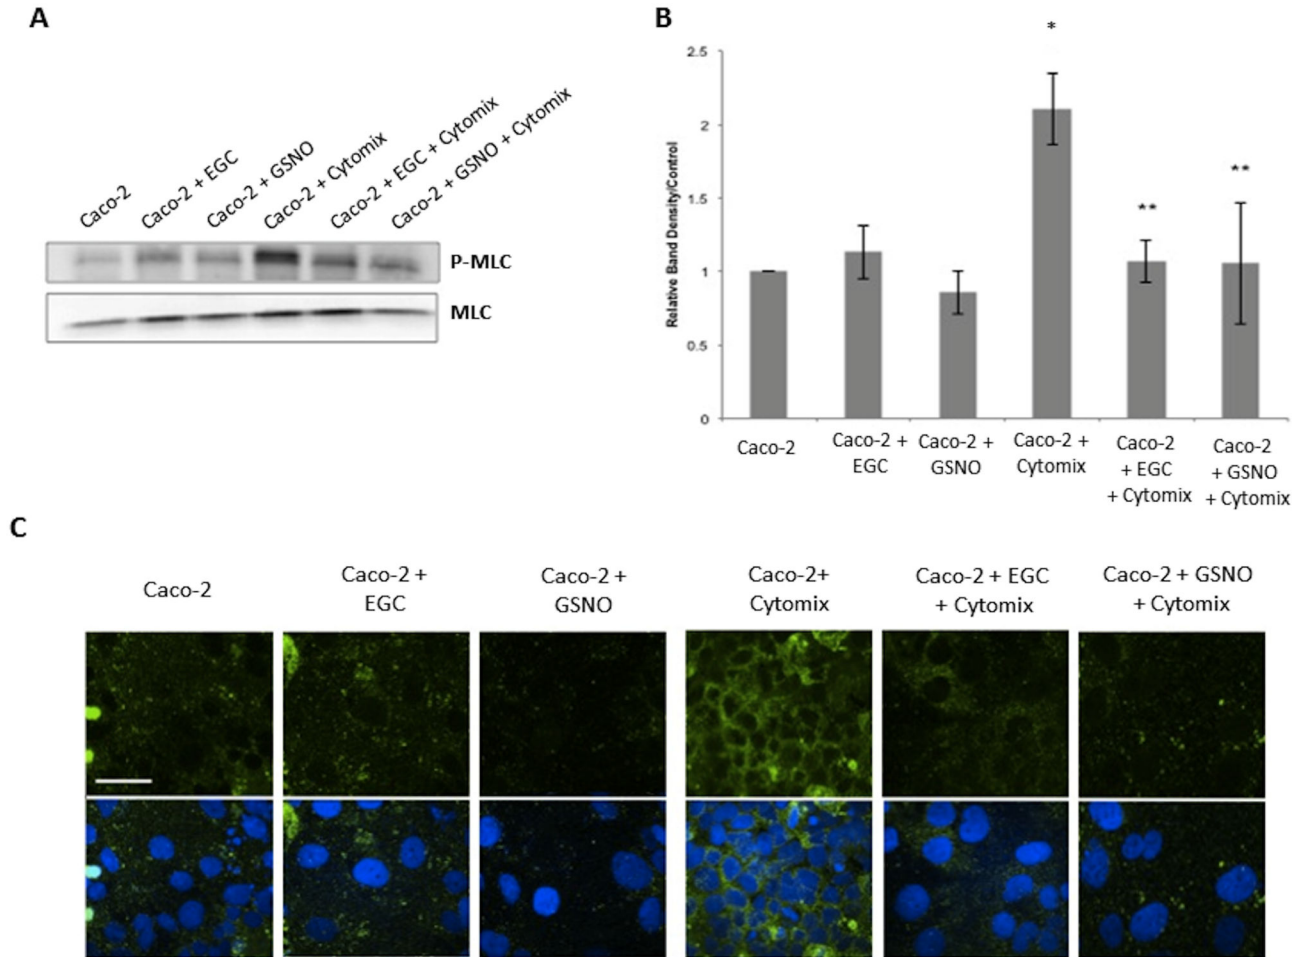 A
Caco-2
Caco-2 + EGC
Caco-2 + GSNO
Caco-2 + Cytomix
Caco-2 + EGC + Cytomix
Caco-2 + GSNO + Cytomix
P-MLC
MLC
B
Relative Band Density/Control
2.5
2
1.5
1
0.5
0
*
**
**
Caco-2
Caco-2 +
EGC
Caco-2 +
GSNO
Caco-2 +
Cytomix
Caco-2
+ EGC
+ Cytomix
Caco-2
+ GSNO
+ Cytomix
C
Caco-2
Caco-2 +
EGC
Caco-2 +
GSNO
Caco-2+
Cytomix
Caco-2 + EGC
+ Cytomix
Caco-2 + GSNO
+ Cytomix